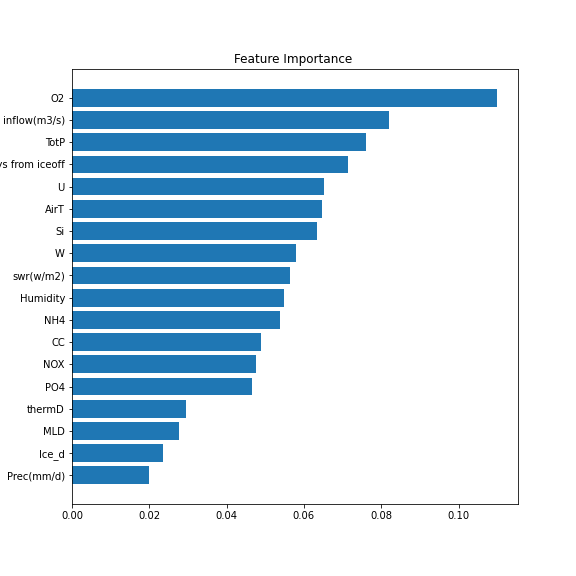 Feature Importance
O2
inflow(m3/s)
TotP
from iceoff
U
AirT
Si
W
swr(w/m2)
Humidity
NH4
CC
NOX
PO4
thermD
MLD
Ice_d
Prec(mm/d)
0.00 0.02 0.04 0.06 0.08 0.10